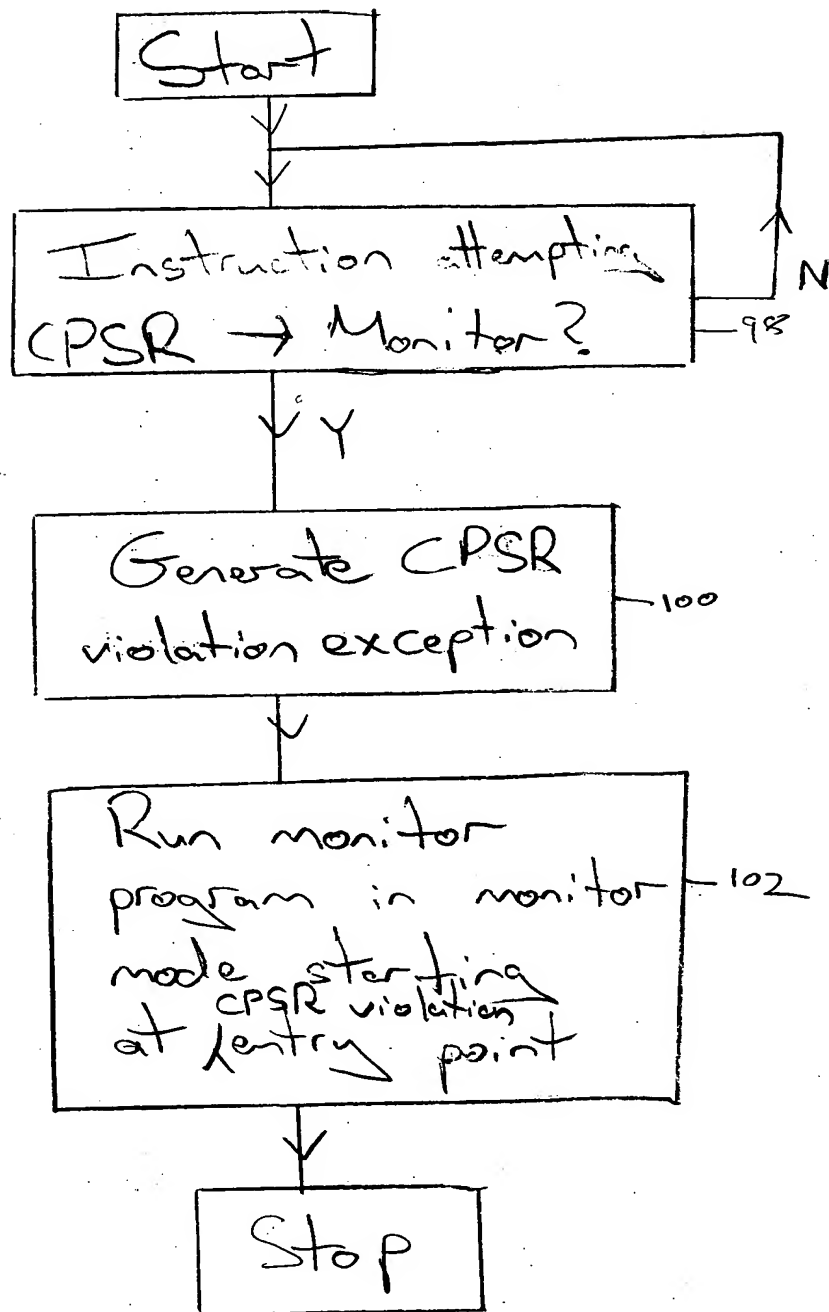 Start
Instruction attempting
CPSR → Monitor?
N
98
Y
Generate CPSR
violation exception
100
Run monitor
program in monitor
102
mode starting
CPSR violation
at entry point
Stop